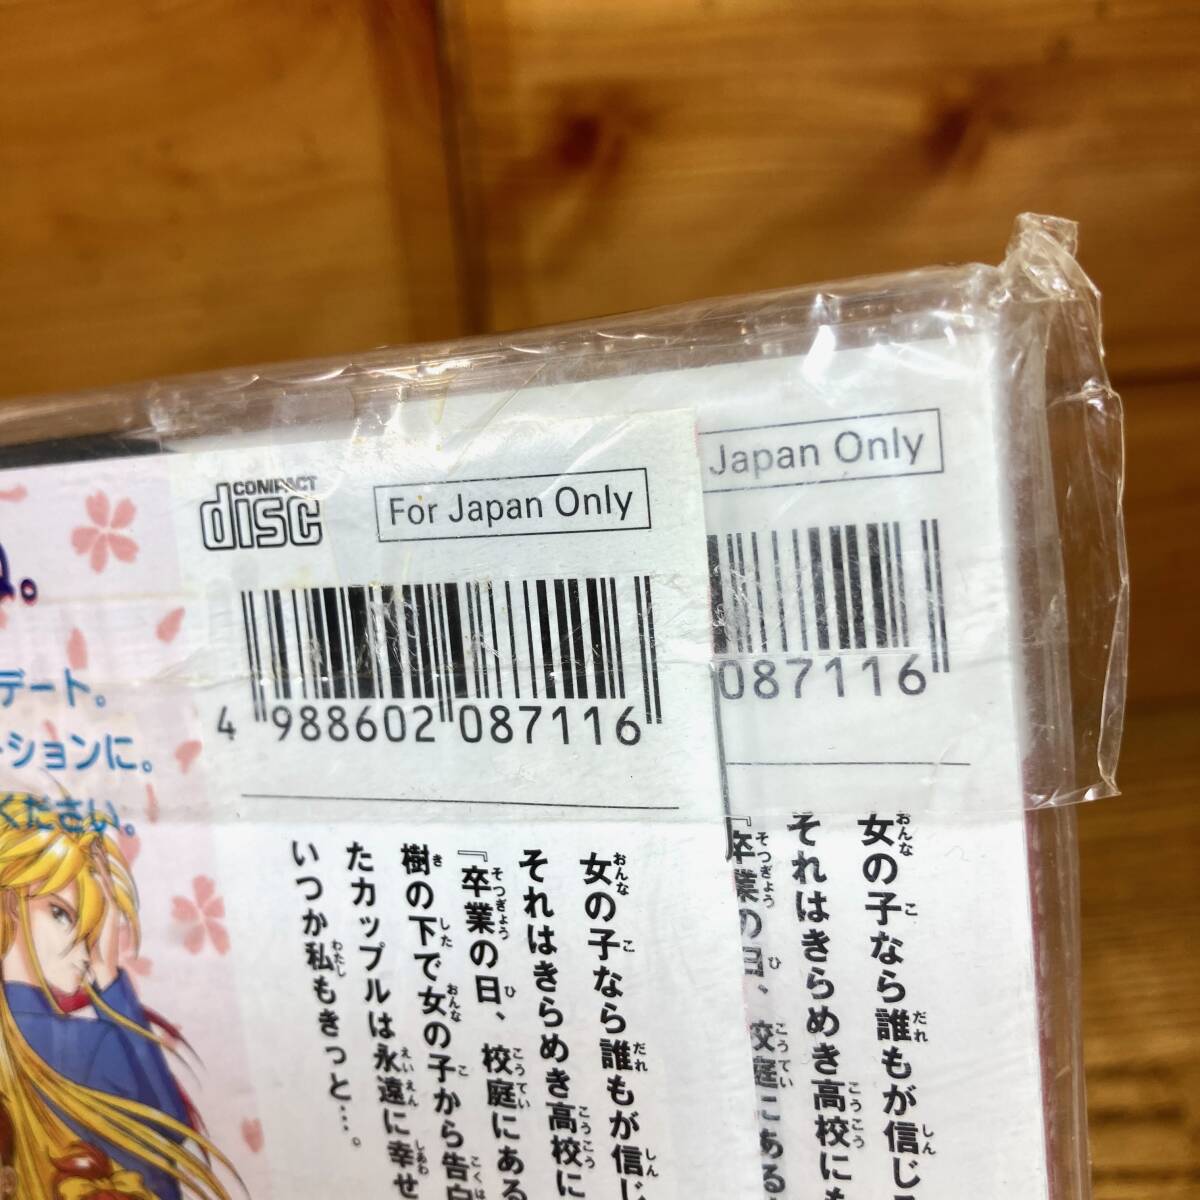 COMPACT
disc
For Japan Only
4 988602 087116
女の子なら誰もが信じ
それはきらめき高校に
『卒業の日、校庭にある
樹の下で女の子から告白
たカップルは永遠に幸せ
いつか私もきっと…。
Japan Only
087116
女の子なら誰もが信じ
それはきらめき高校にも
『卒業の日、校庭にある
デート。
ーションに。
ください。